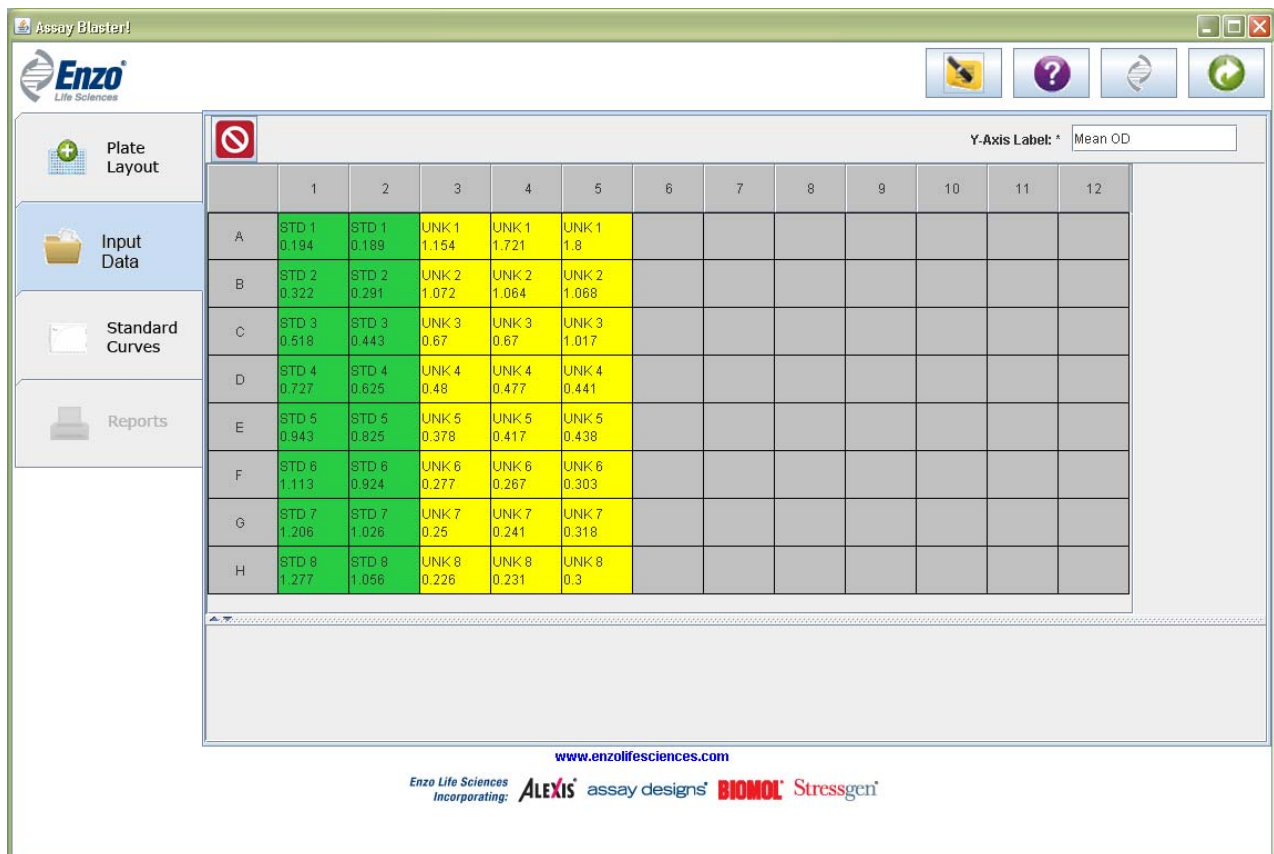 Assay Blaster!
Enzo
Life Sciences
Plate
Layout
Input
Data
Standard
Curves
Reports
Y-Axis Label: * Mean OD
1 2 3 4 5 6 7 8 9 10 11 12
A
STD 1 STD 1 UNK 1 UNK 1 UNK 1
0.194 0.189 1.154 1.721 1.8
B
STD 2 STD 2 UNK 2 UNK 2 UNK 2
0.322 0.291 1.072 1.064 1.068
C
STD 3 STD 3 UNK 3 UNK 3 UNK 3
0.518 0.443 0.67 0.67 1.017
D
STD 4 STD 4 UNK 4 UNK 4 UNK 4
0.727 0.625 0.48 0.477 0.441
E
STD 5 STD 5 UNK 5 UNK 5 UNK 5
0.943 0.825 0.378 0.417 0.438
F
STD 6 STD 6 UNK 6 UNK 6 UNK 6
1.113 0.924 0.277 0.267 0.303
G
STD 7 STD 7 UNK 7 UNK 7 UNK 7
1.206 1.026 0.25 0.241 0.318
H
STD 8 STD 8 UNK 8 UNK 8 UNK 8
1.277 1.056 0.226 0.231 0.3
www.enzolifesciences.com
Enzo Life Sciences
Incorporating: ALEXIS assay designs BIOMOL Stressgen